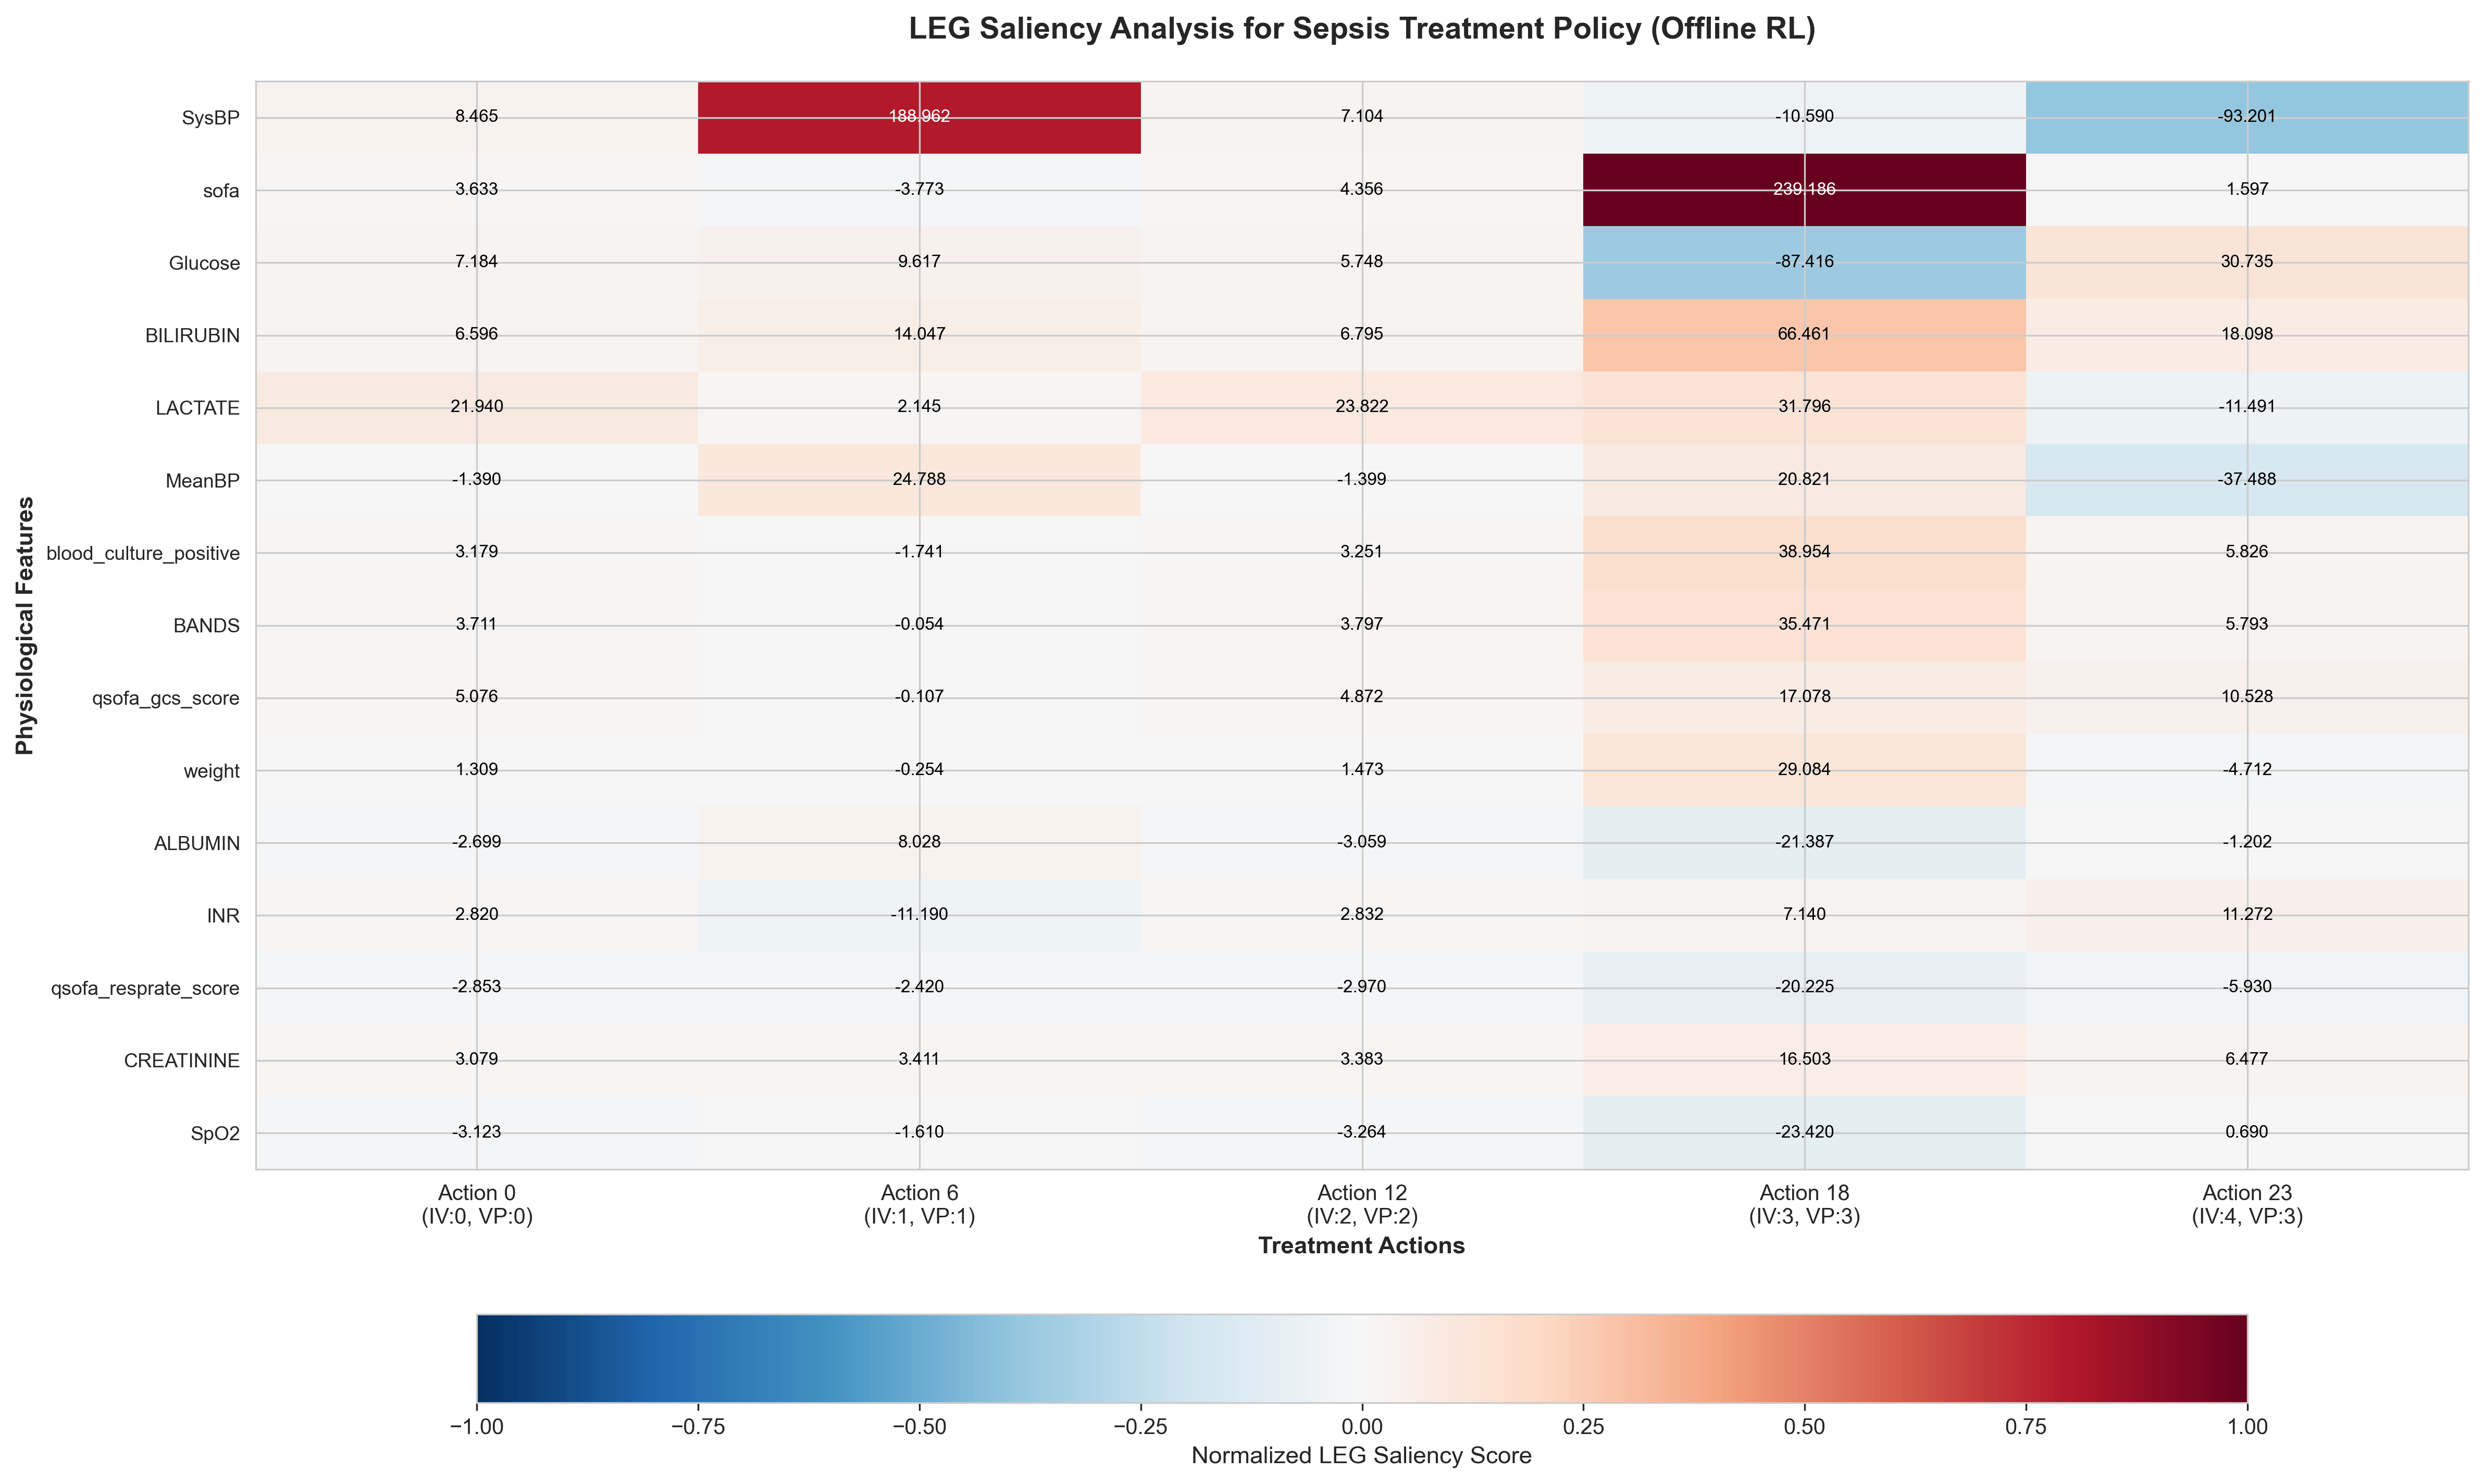 LEG Saliency Analysis for Sepsis Treatment Policy (Offline RL)
Physiological Features
SysBP 8.465 188.962 7.104 -10.590 -93.201
sofa 3.633 -3.773 4.356 239.186 1.597
Glucose 7.184 9.617 5.748 -87.416 30.735
BILIRUBIN 6.596 14.047 6.795 66.461 18.098
LACTATE 21.940 2.145 23.822 31.796 -11.491
MeanBP -1.390 24.788 -1.399 20.821 -37.488
blood_culture_positive 3.179 -1.741 3.251 38.954 5.826
BANDS 3.711 -0.054 3.797 35.471 5.793
qsofa_gcs_score 5.076 -0.107 4.872 17.078 10.528
weight 1.309 -0.254 1.473 29.084 -4.712
ALBUMIN -2.699 8.028 -3.059 -21.387 -1.202
INR 2.820 -11.190 2.832 7.140 11.272
qsofa_resprate_score -2.853 -2.420 -2.970 -20.225 -5.930
CREATININE 3.079 3.411 3.383 16.503 6.477
SpO2 -3.123 -1.610 -3.264 -23.420 0.690
Action 0 Action 6 Action 12 Action 18 Action 23
(IV:0, VP:0) (IV:1, VP:1) (IV:2, VP:2) (IV:3, VP:3) (IV:4, VP:3)
Treatment Actions
−1.00 −0.75 −0.50 −0.25 0.00 0.25 0.50 0.75 1.00
Normalized LEG Saliency Score